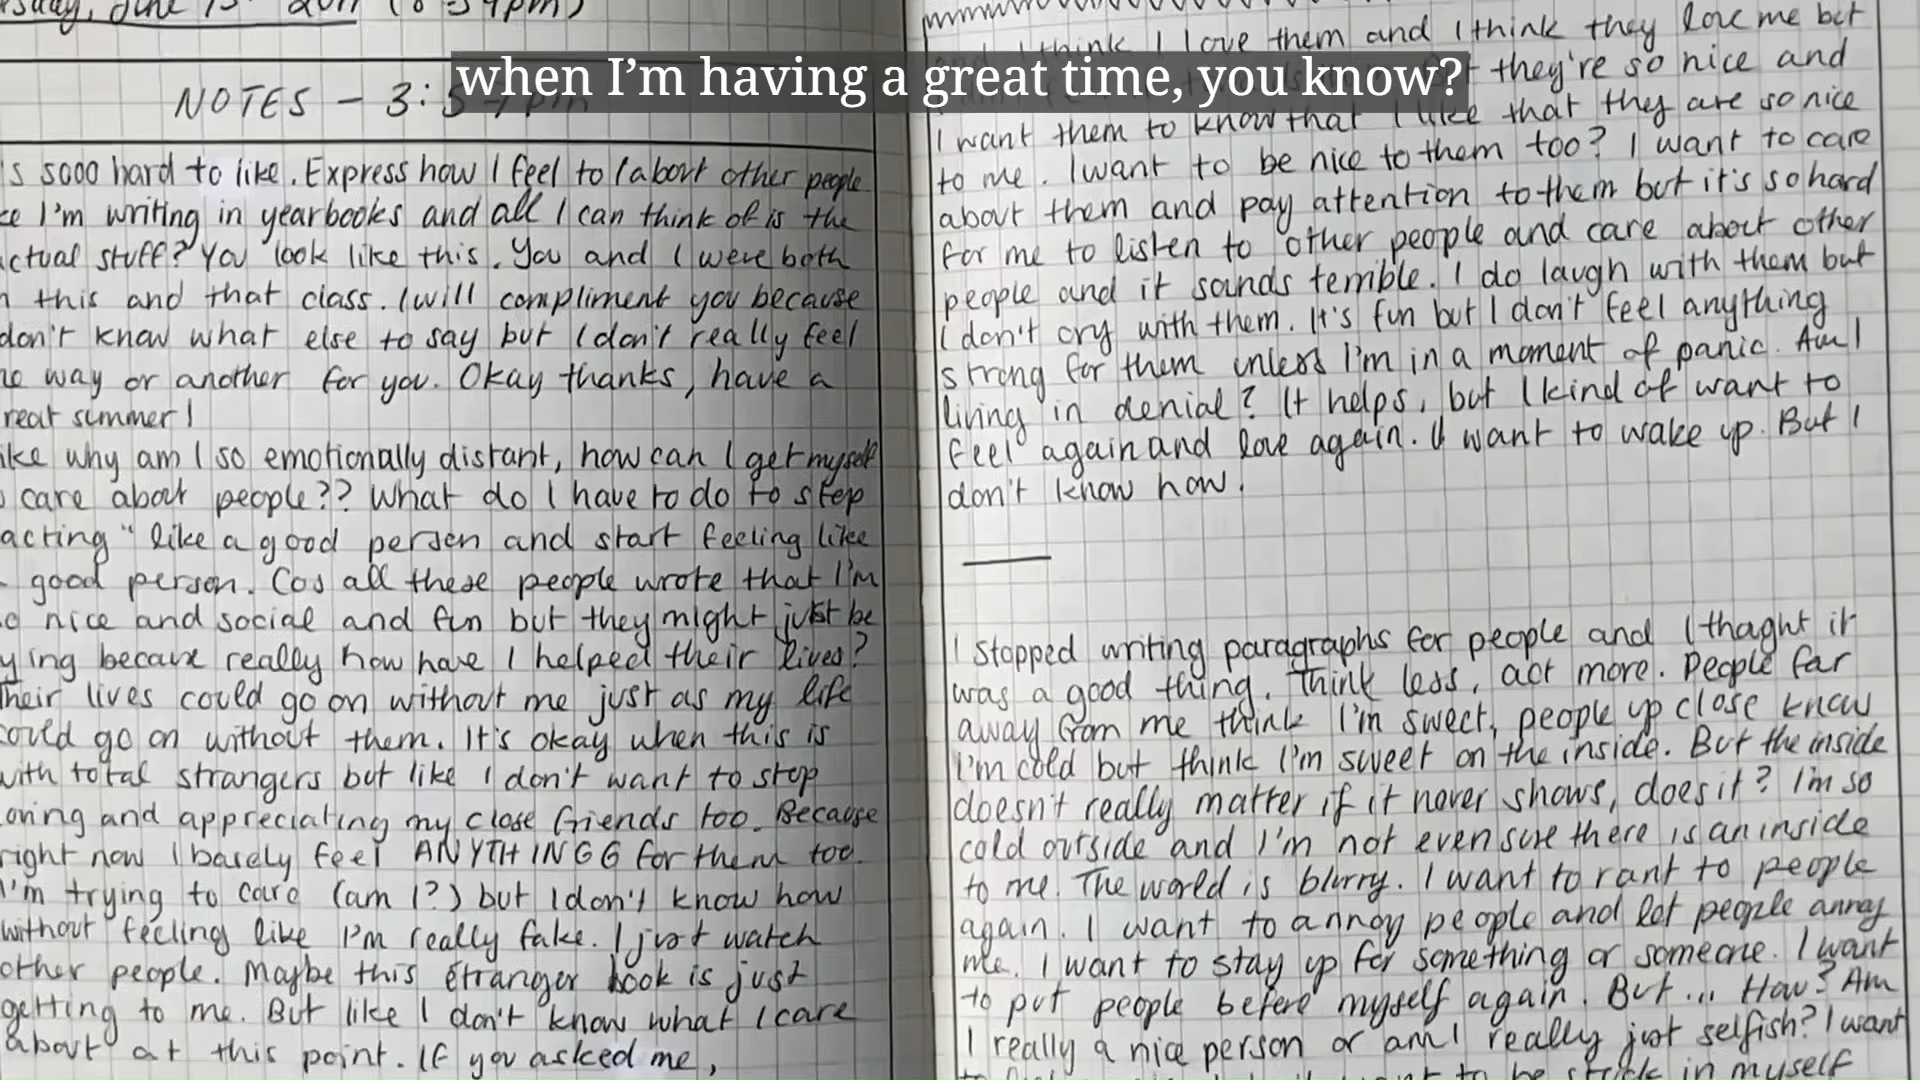 when I'm having a great time, you know?
NOTES - 3:5
's sooo hard to like. Express how I feel to/about other people
I'm writing in yearbooks and all I can think of is the
ctual stuff? You look like this. You and I were both
this and that class. I will compliment you because
don't know what else to say but I don't really feel
way or another for you. Okay thanks, have a
reat summer!
ike why am I so emotionally distant, how can I get myself
care about people?? What do I have to do to stop
acting "like a good person and start feeling like
good person. Cos all these people wrote that I'm
nice and social and fun but they might just be
ying because really how have I helped their lives?
Their lives could go on without me just as my life
could go on without them. It's okay when this is
with total strangers but like I don't want to stop
oving and appreciating my close friends too. Because
right now I barely feel ANYTHINGG for them too.
I'm trying to care (am I?) but I don't know how
without feeling like I'm really fake. I just watch
other people. Maybe this étranger book is just
getting to me. But like I don't know what I care
about at this point. If you asked me,
think I love them and I think they love me but
they're so nice and
I want them to know that I like that they are so nice
to me. I want to be nice to them too? I want to care
about them and pay attention to them but it's so hard
for me to listen to other people and care about other
people and it sounds terrible. I do laugh with them but
I don't cry with them. It's fun but I don't feel anything
strong for them unless I'm in a moment of panic. Am I
living in denial? It helps, but I kind of want to
feel again and love again. I want to wake up. But I
don't know how.
I stopped writing paragraphs for people and I thaght it
was a good thing. Think less, act more. People far
away from me think I'm sweet, people up close know
I'm cold but think I'm sweet on the inside. But the inside
doesn't really matter if it never shows, does it? I'm so
cold outside and I'm not even sure there is an inside
to me. The world is blurry. I want to rant to people
again. I want to annoy people and let people annoy
me. I want to stay up for something or someone. I want
to put people before myself again. But... How? Am
I really a nice person or am I really just selfish? I want
in myself